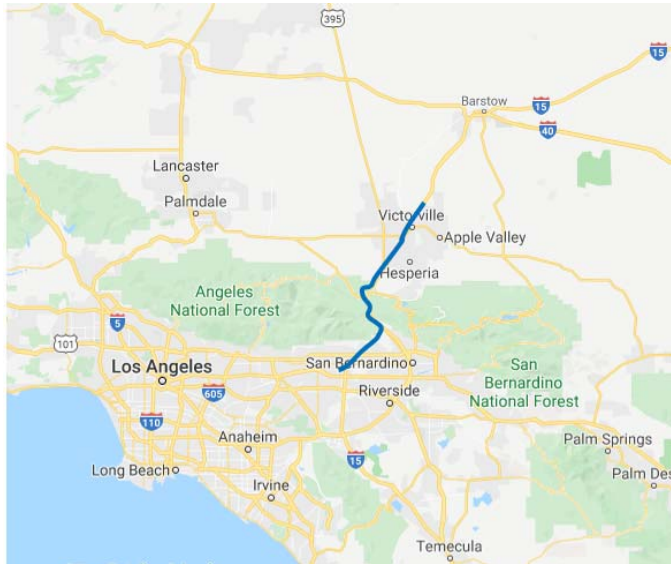 395
15
Barstow
15
40
Lancaster
Palmdale
Victorville
Apple Valley
Hesperia
Angeles
National Forest
5
101
Los Angeles
San Bernardino
605
Riverside
San
Bernardino
National Forest
110
Anaheim
Palm Springs
15
Long Beach
Palm Des
Irvine
Temecula